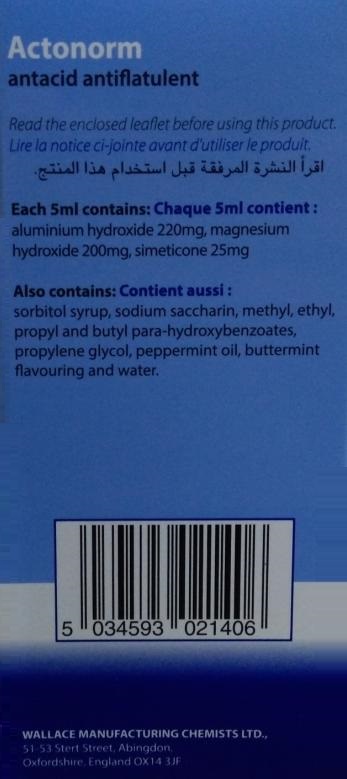 Actonorm
antacid antiflatulent
Read the enclosed leaflet before using this product.
Lire la notice ci-jointe avant d'utiliser le produit.
اقرأ النشرة المرفقة قبل استخدام هذا المنتج.
Each 5ml contains: Chaque 5ml contient :
aluminium hydroxide 220mg, magnesium
hydroxide 200mg, simeticone 25mg
Also contains: Contient aussi :
sorbitol syrup, sodium saccharin, methyl, ethyl,
propyl and butyl para-hydroxybenzoates,
propylene glycol, peppermint oil, buttermint
flavouring and water.
5 034593 021406
WALLACE MANUFACTURING CHEMISTS LTD.,
51-53 Stert Street, Abingdon,
Oxfordshire, England OX14 3JF